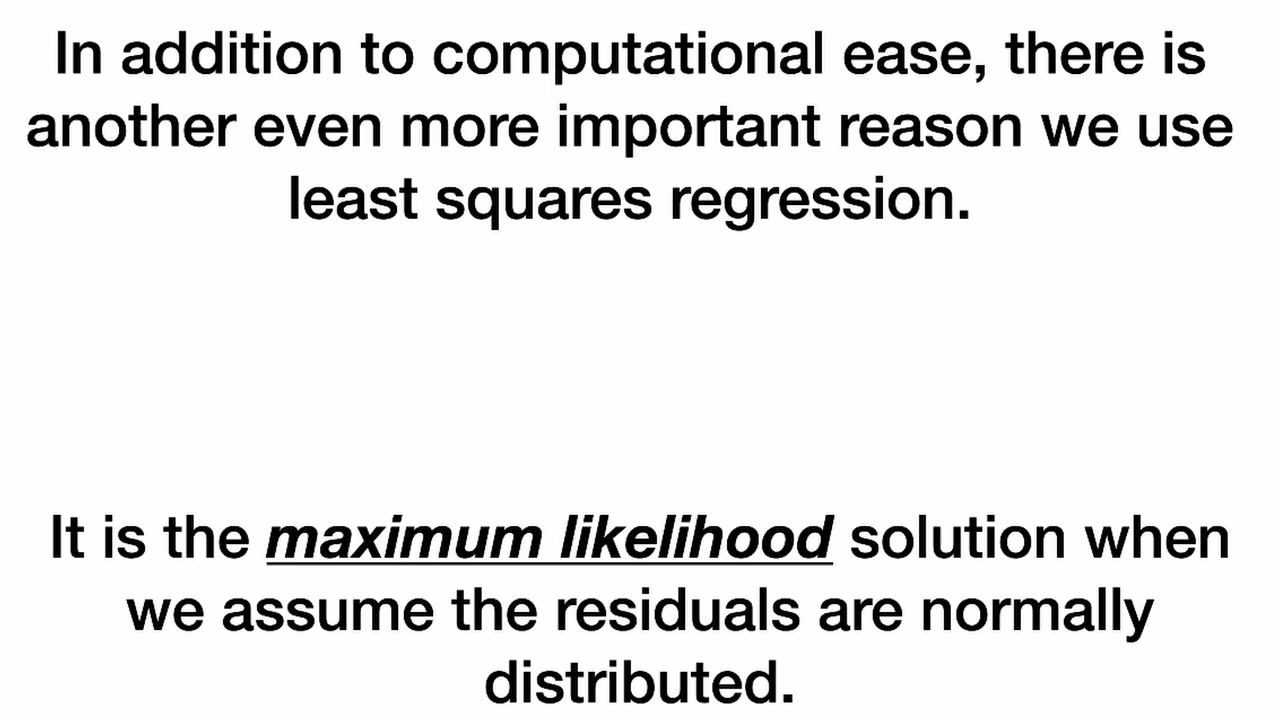 In addition to computational ease, there is
another even more important reason we use
least squares regression.
It is the maximum likelihood solution when
we assume the residuals are normally
distributed.